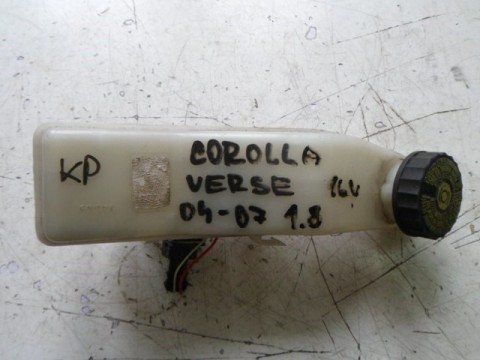 KP
COROLLA
VERSE 16V
04-07 1.8